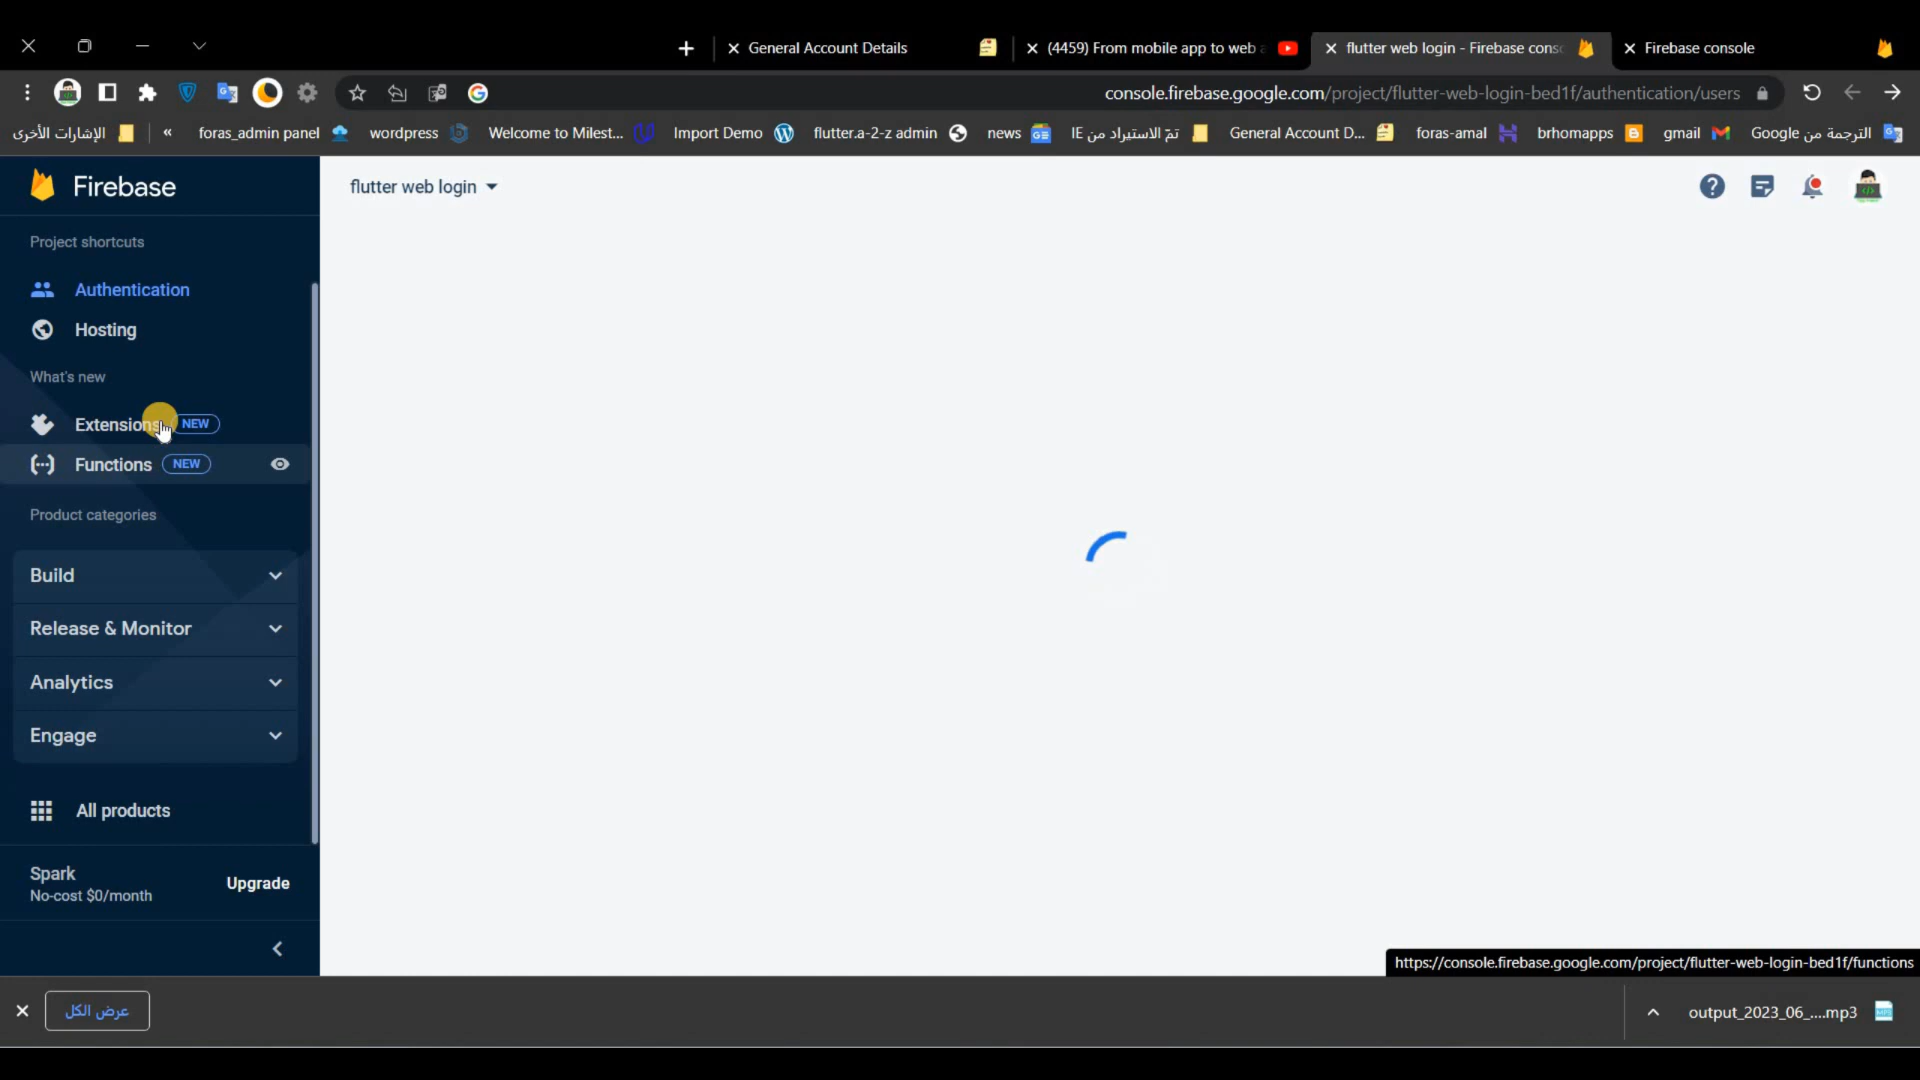 General Account Details
(4459) From mobile app to web a
flutter web login - Firebase cons
Firebase console
console.firebase.google.com/project/flutter-web-login-bed1f/authentication/users
الإشارات الأخرى
«
foras_admin panel
wordpress
Welcome to Milest...
Import Demo
flutter.a-2-z admin
news
تمّ الاستيراد من IE
General Account D...
foras-amal
brhomapps
gmail
الترجمة من Google
Firebase
flutter web login
Project shortcuts
Authentication
Hosting
What's new
Extensions NEW
Functions NEW
Product categories
Build
Release & Monitor
Analytics
Engage
All products
Spark
No-cost $0/month
Upgrade
https://console.firebase.google.com/project/flutter-web-login-bed1f/functions
عرض الكل
output_2023_06_....mp3